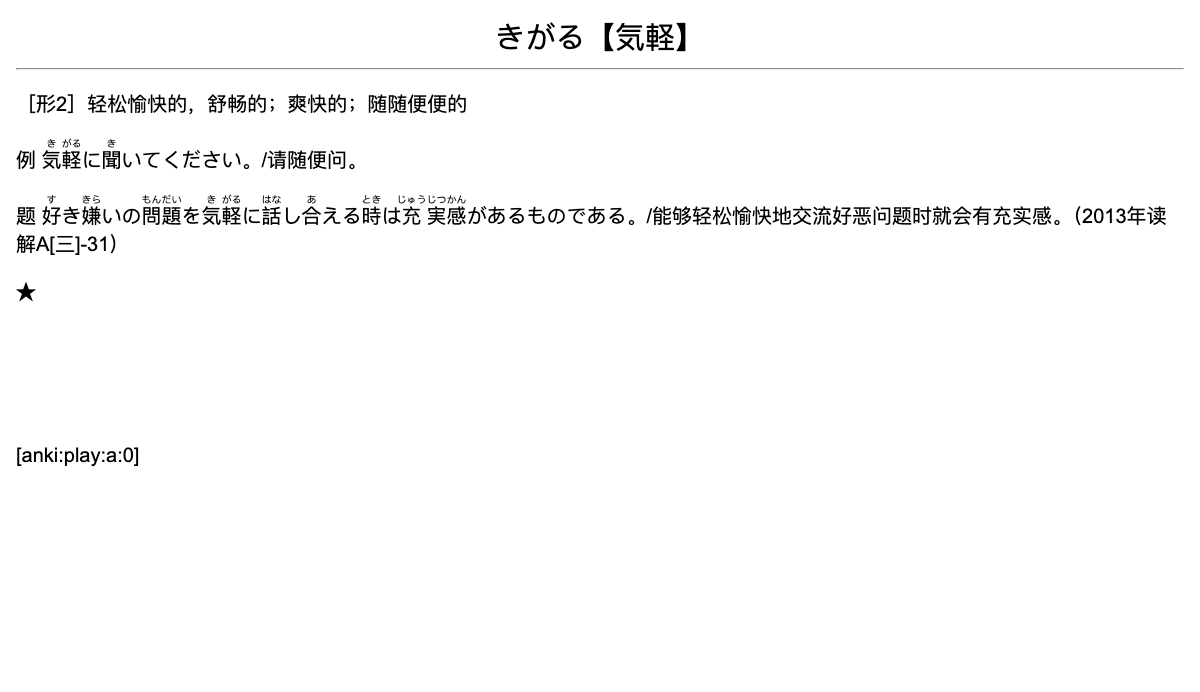 きがる【気軽】
［形2］轻松愉快的，舒畅的；爽快的；随随便便的
き がる き
例 気軽に聞いてください。/请随便问。
す きら もんだい き がる はな あ とき じゅうじつかん
题 好き嫌いの問題を気軽に話し合える時は充実感があるものである。/能够轻松愉快地交流好恶问题时就会有充实感。（2013年读
解A[三]-31）
★
[anki:play:a:0]